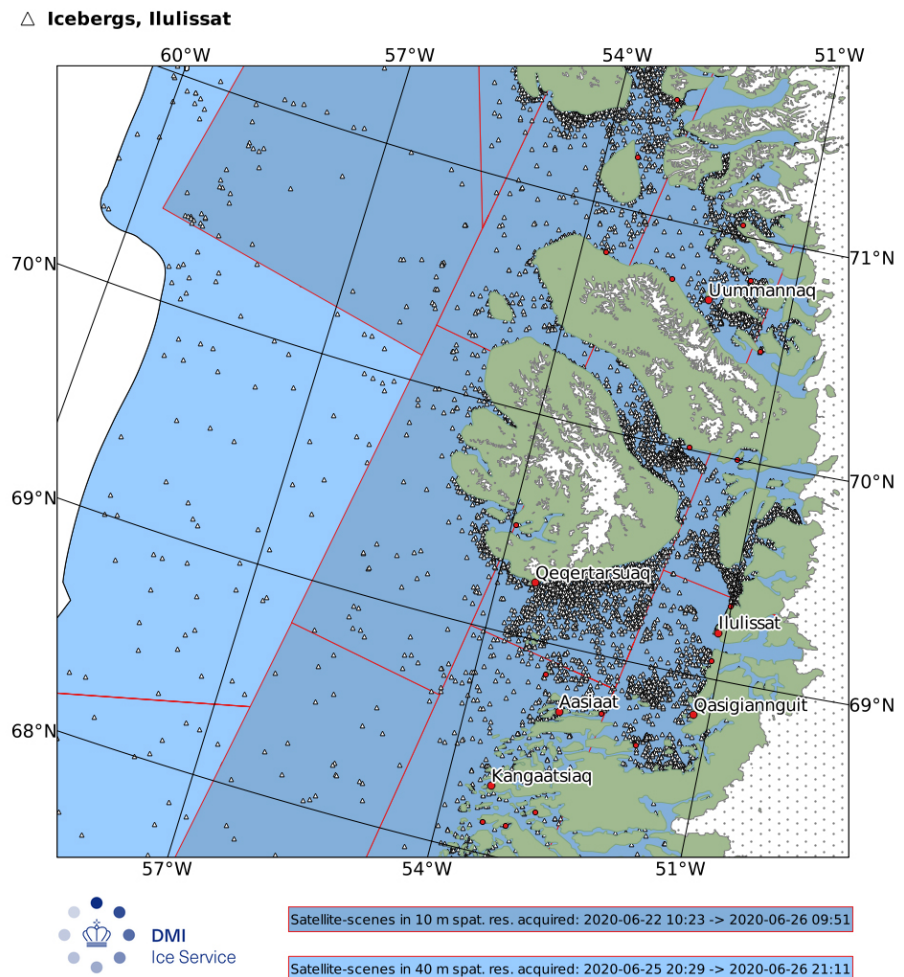 △ Icebergs, Ilulissat
60°W 57°W 54°W 51°W
70°N
71°N
Uummannaq
70°N
69°N
Qeqertarsuaq
Ilulissat
Aasiaat
Qasigiannguit
69°N
68°N
Kangaatsiaq
57°W 54°W 51°W
DMI
Ice Service
Satellite-scenes in 10 m spat. res. acquired: 2020-06-22 10:23 -> 2020-06-26 09:51
Satellite-scenes in 40 m spat. res. acquired: 2020-06-25 20:29 -> 2020-06-26 21:11